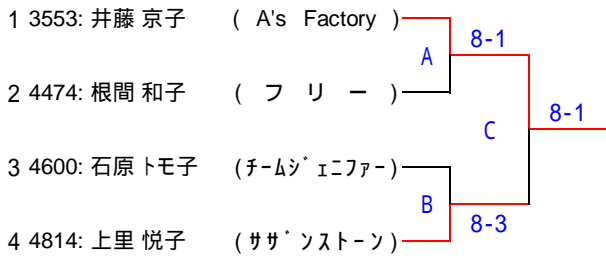 1 3553: 井藤 京子 ( A's Factory )
A
8-1
2 4474: 根間 和子 ( フ リ ー )
C
8-1
3 4600: 石原 トモ子 (チームジェニファー)
B
8-3
4 4814: 上里 悦子 (サザンストーン)